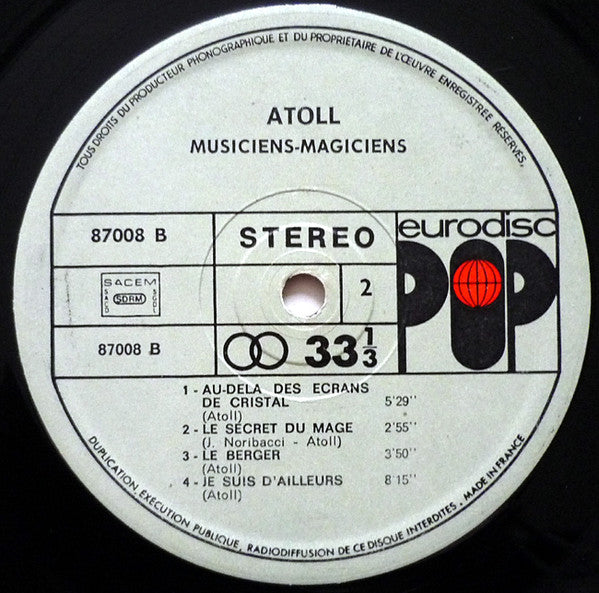 TOUS DROITS DU PRODUCTEUR PHONOGRAPHIQUE ET DU PROPRIETAIRE DE L'ŒUVRE ENREGISTREE RESERVES,
ATOLL
MUSICIENS-MAGICIENS
87008 B
STEREO
eurodisc
POP
SACEM
SACD
SDRM
SGDL
2
87008 B
33 1/3
1 - AU-DELA DES ECRANS
DE CRISTAL 5'29"
(Atoll)
2 - LE SECRET DU MAGE 2'55"
(J. Noribacci - Atoll)
3 - LE BERGER 3'50"
(Atoll)
4 - JE SUIS D'AILLEURS 8'15"
(Atoll)
DUPLICATION, EXECUTION PUBLIQUE, RADIODIFFUSION DE CE DISQUE INTERDITES. MADE IN FRANCE